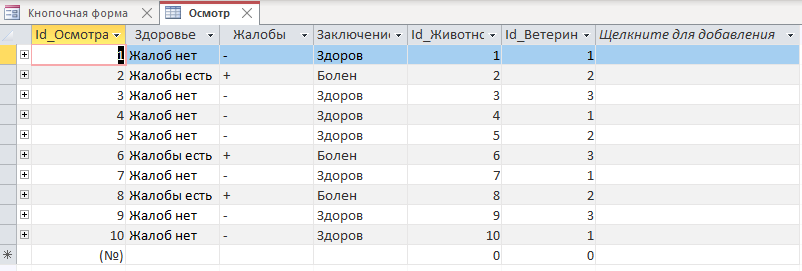 Кнопочная форма Осмотр
Id_Осмотра Здоровье Жалобы Заключение Id_Животно Id_Ветерин Щелкните для добавления
1 Жалоб нет - Здоров 1 1
2 Жалобы есть + Болен 2 2
3 Жалоб нет - Здоров 3 3
4 Жалоб нет - Здоров 4 1
5 Жалоб нет - Здоров 5 2
6 Жалобы есть + Болен 6 3
7 Жалоб нет - Здоров 7 1
8 Жалобы есть + Болен 8 2
9 Жалоб нет - Здоров 9 3
10 Жалоб нет - Здоров 10 1
(№) 0 0